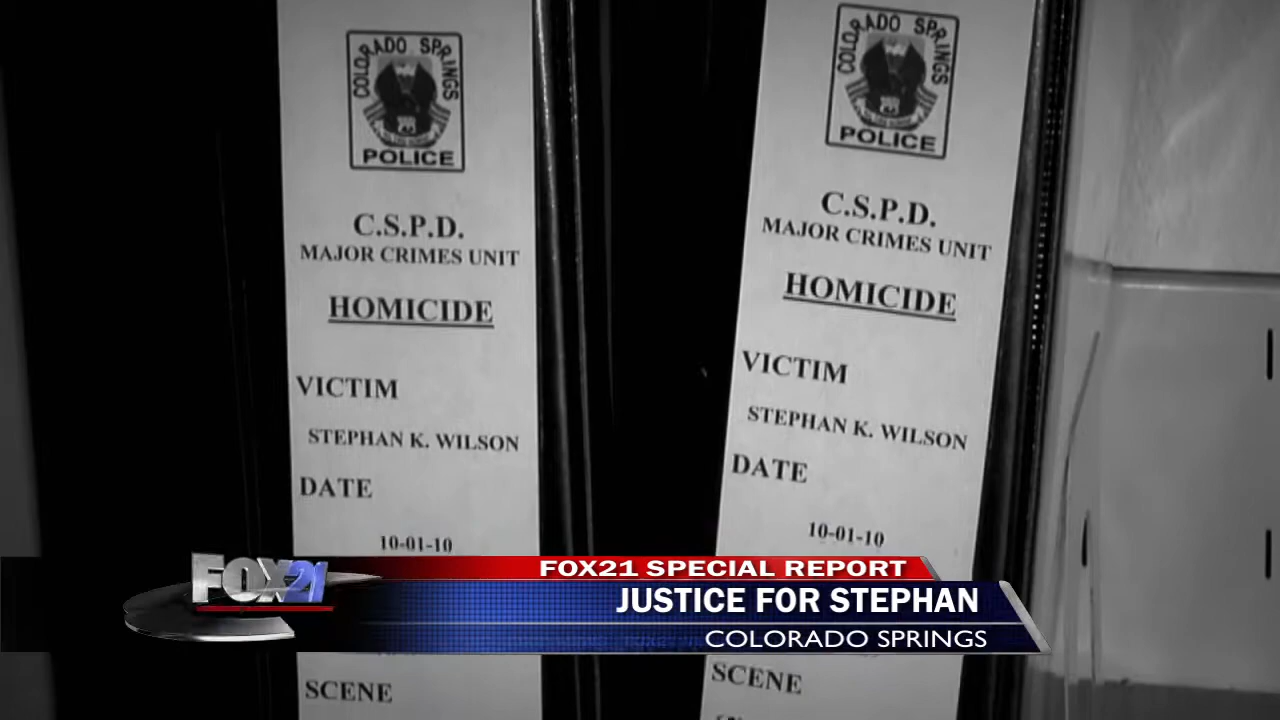 COLORADO SPRINGS
POLICE
C.S.P.D.
MAJOR CRIMES UNIT
HOMICIDE
VICTIM
STEPHAN K. WILSON
DATE
10-01-10
SCENE
COLORADO SPRINGS
POLICE
C.S.P.D.
MAJOR CRIMES UNIT
HOMICIDE
VICTIM
STEPHAN K. WILSON
DATE
10-01-10
SCENE
FOX21
FOX21 SPECIAL REPORT
JUSTICE FOR STEPHAN
COLORADO SPRINGS